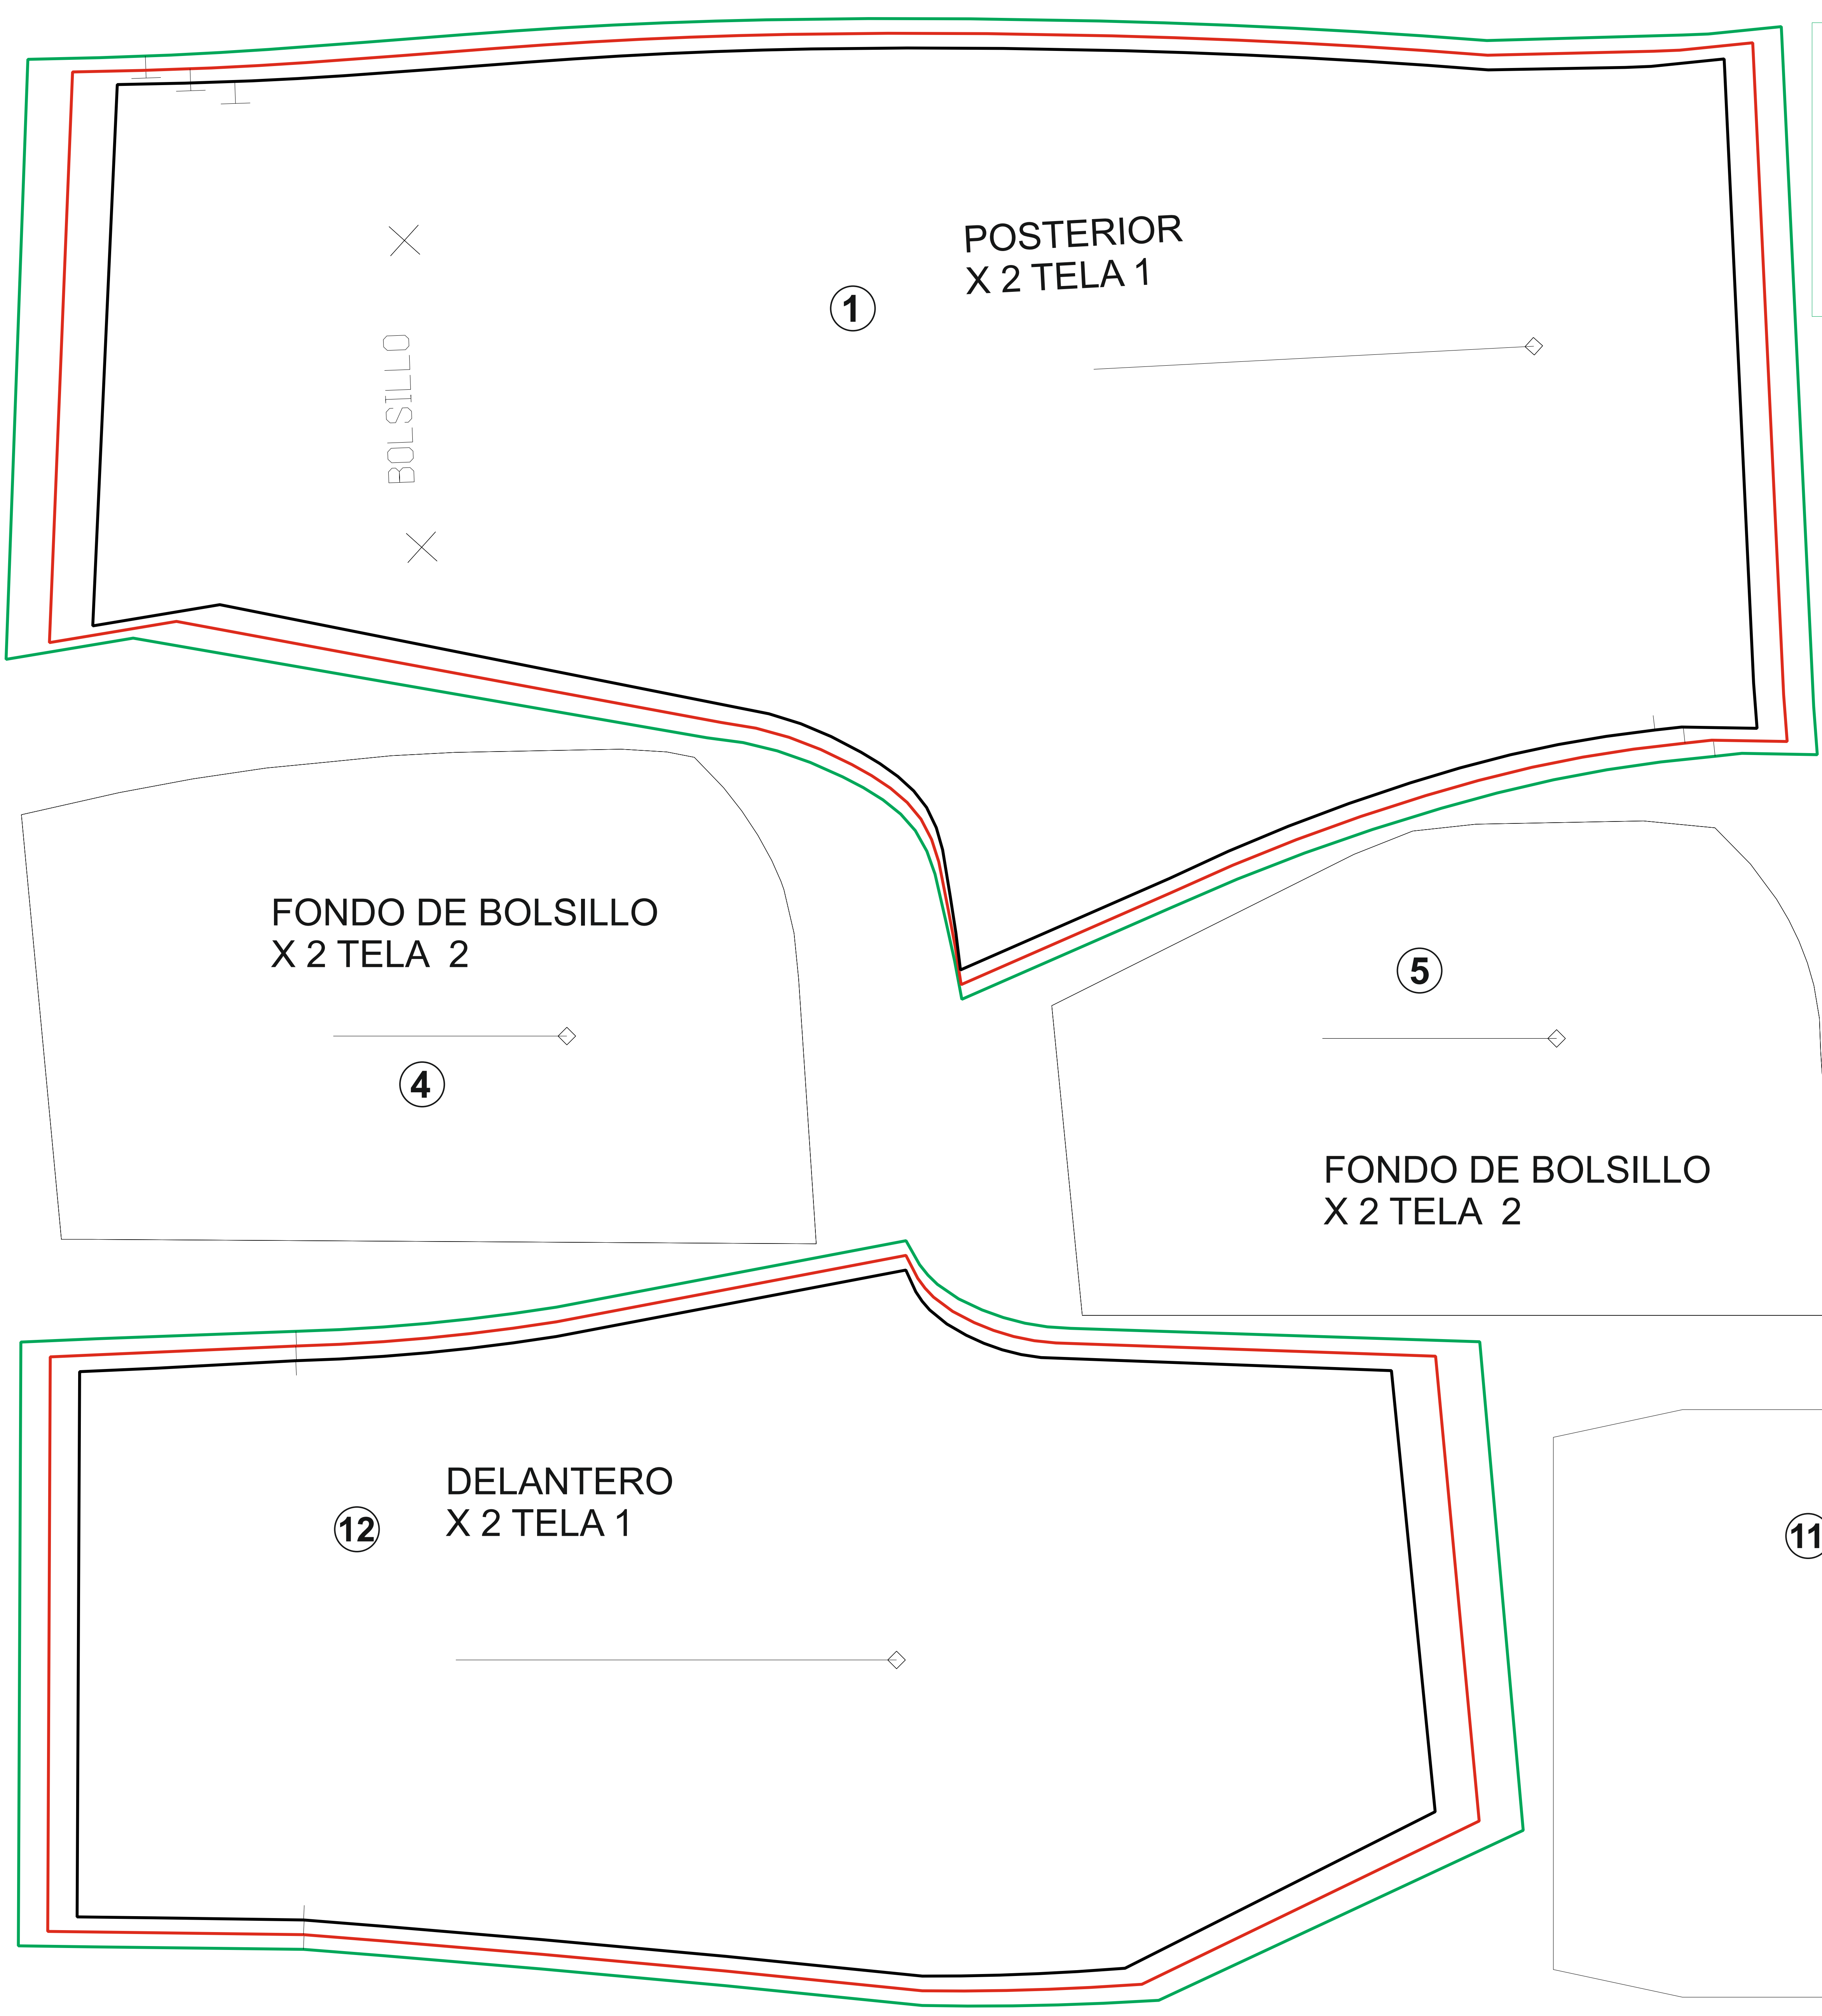 POSTERIOR
X 2 TELA 1
1
BOLSILLO
FONDO DE BOLSILLO
X 2 TELA 2
4
5
FONDO DE BOLSILLO
X 2 TELA 2
DELANTERO
X 2 TELA 1
12
11